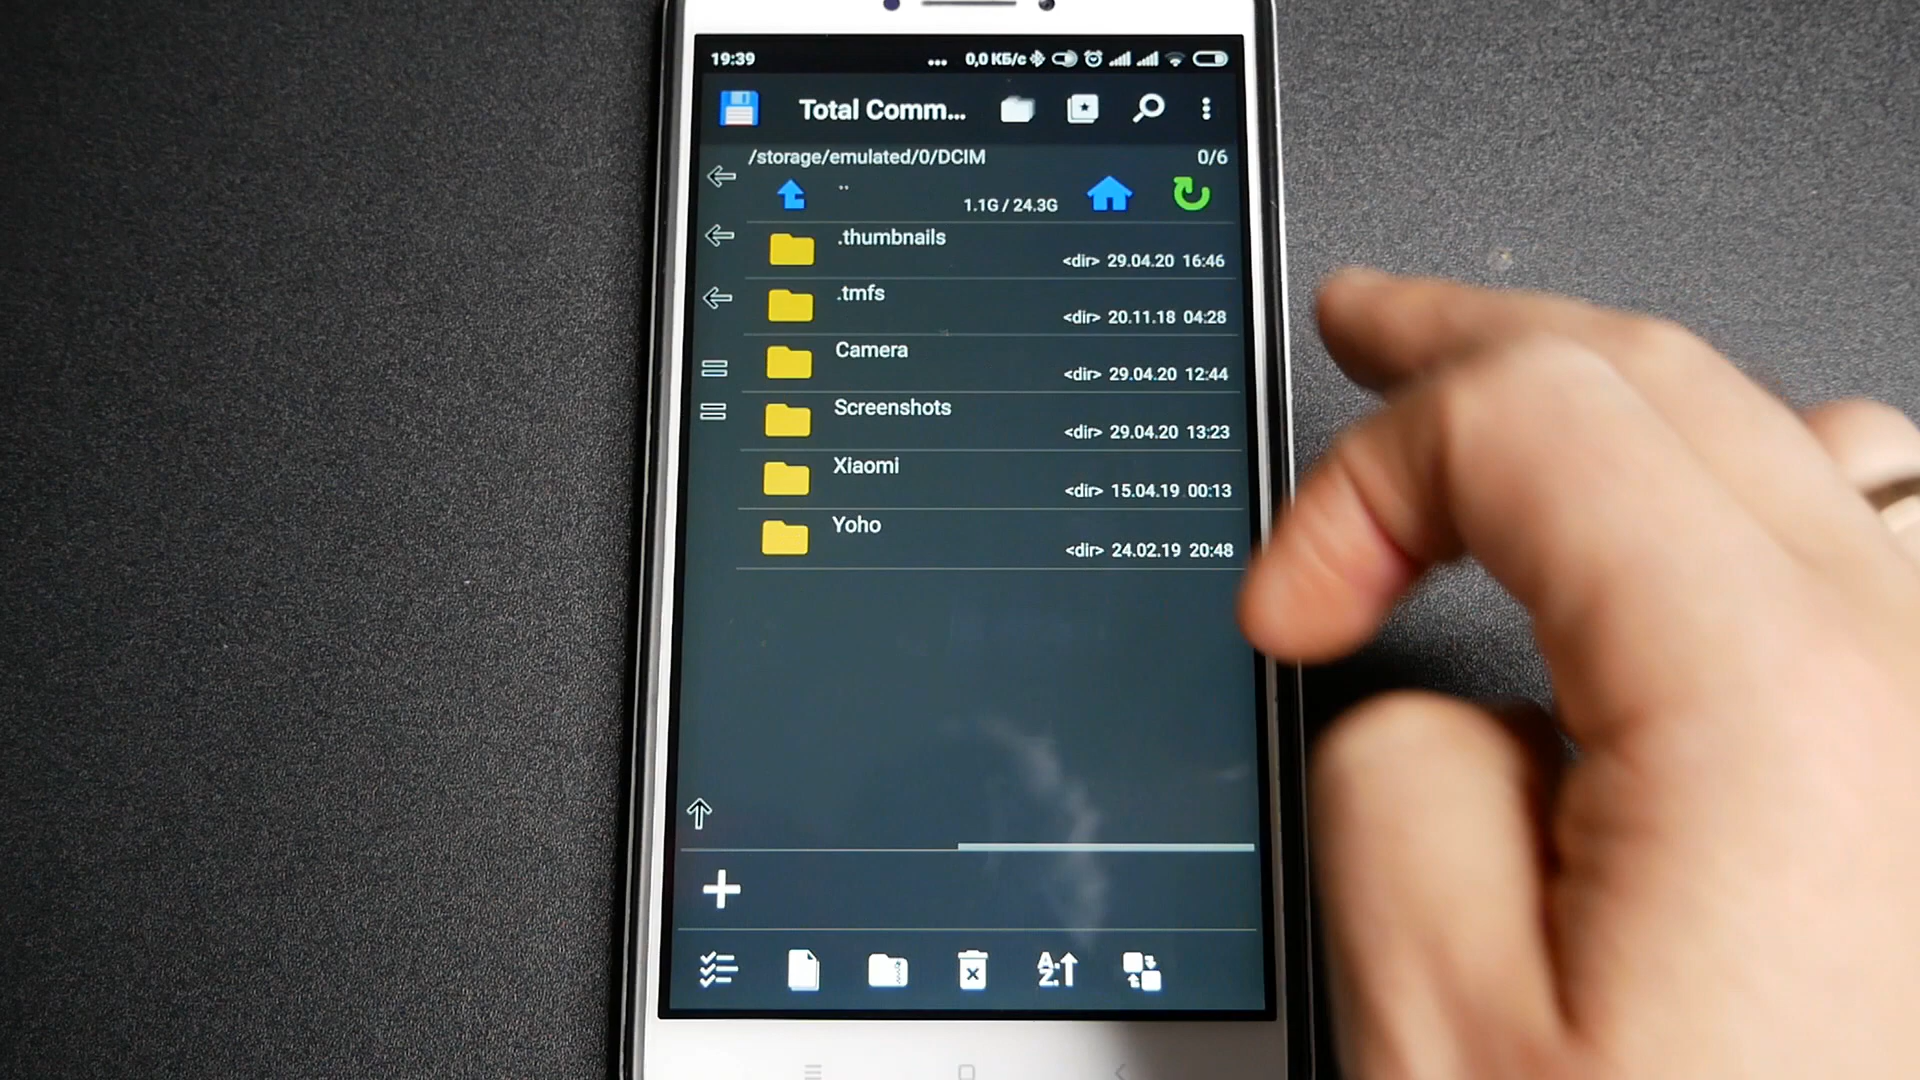 19:39 ... 0,0 КБ/с
Total Comm...
/storage/emulated/0/DCIM 0/6
..
1.1G / 24.3G
.thumbnails
<dir> 29.04.20 16:46
.tmfs
<dir> 20.11.18 04:28
Camera
<dir> 29.04.20 12:44
Screenshots
<dir> 29.04.20 13:23
Xiaomi
<dir> 15.04.19 00:13
Yoho
<dir> 24.02.19 20:48